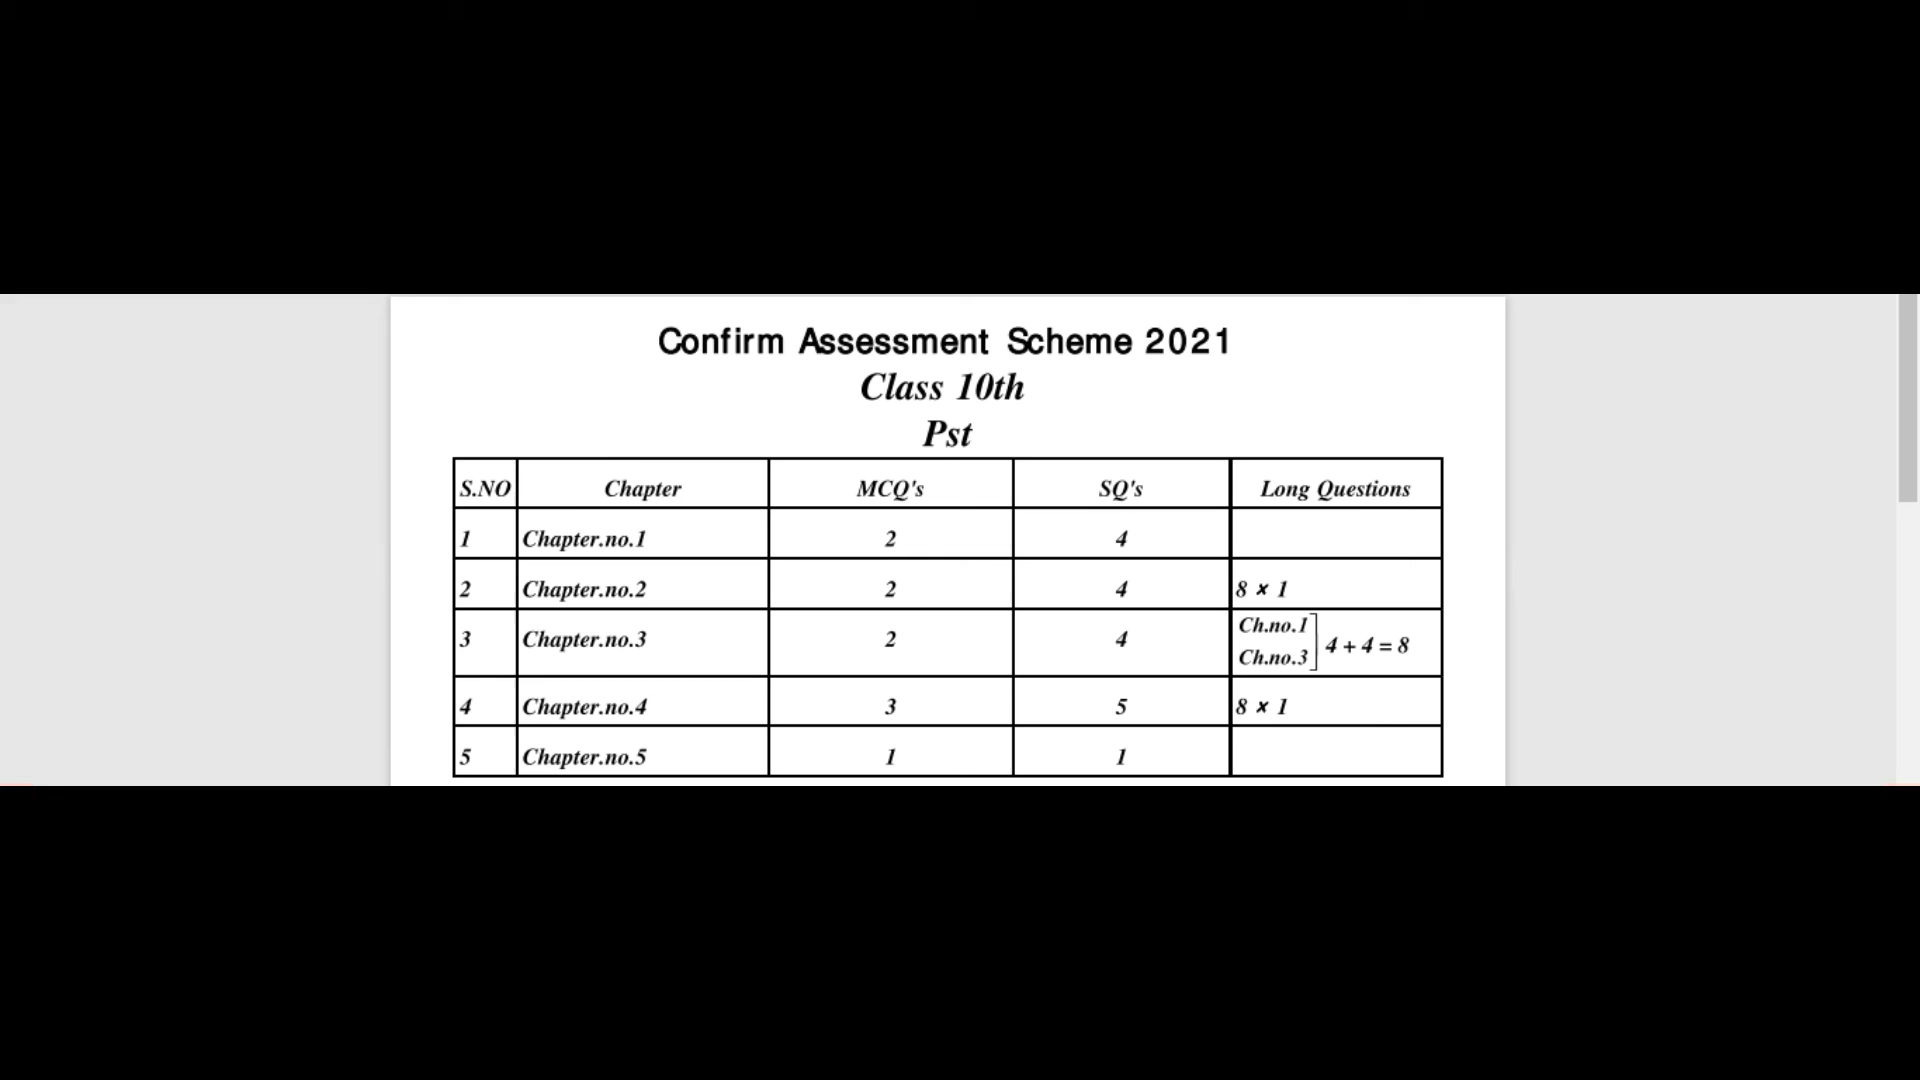 Confirm Assessment Scheme 2021
Class 10th
Pst
S.NO Chapter MCQ's SQ's Long Questions
1 Chapter.no.1 2 4
2 Chapter.no.2 2 4 8 × 1
3 Chapter.no.3 2 4 Ch.no.1 Ch.no.3 ] 4 + 4 = 8
4 Chapter.no.4 3 5 8 × 1
5 Chapter.no.5 1 1